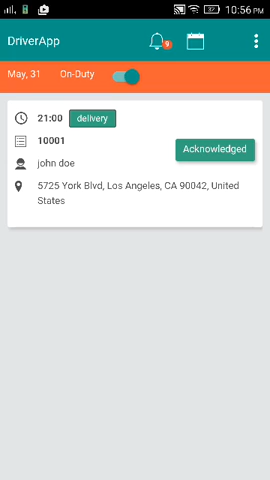 10:56 PM
DriverApp
9
May, 31 On-Duty
21:00 delivery
10001
Acknowledged
john doe
5725 York Blvd, Los Angeles, CA 90042, United
States